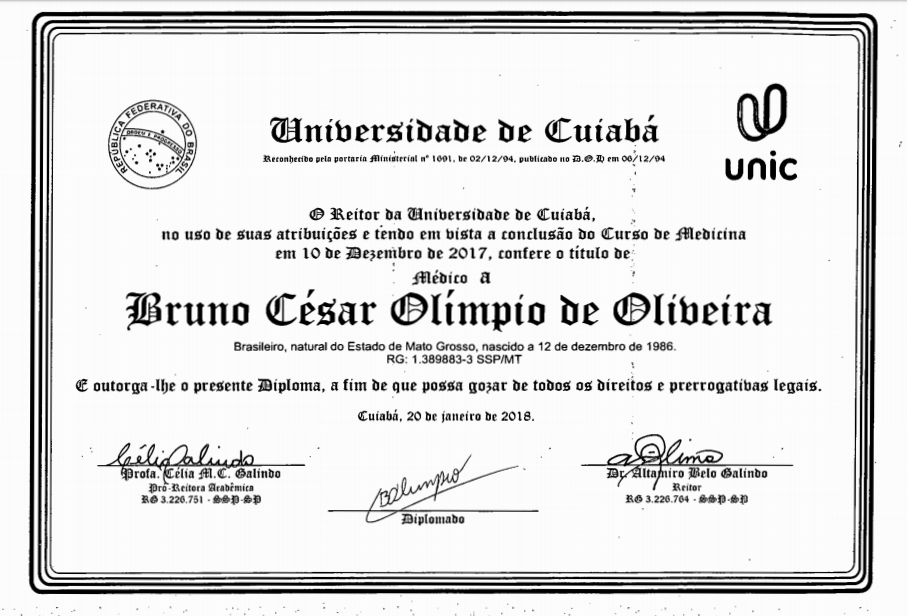 REPÚBLICA FEDERATIVA DO BRASIL
ORDEM E PROGRESSO
Universidade de Cuiabá
Reconhecido pela portaria Ministerial nº 1691, de 02/12/94, publicado no D.O.U em 06/12/94
unic
O Reitor da Universidade de Cuiabá,
no uso de suas atribuições e tendo em vista a conclusão do Curso de Medicina
em 10 de Dezembro de 2017, confere o título de
Médico a
Bruno César Olímpio de Oliveira
Brasileiro, natural do Estado de Mato Grosso, nascido a 12 de dezembro de 1986.
RG: 1.389883-3 SSP/MT
E outorga-lhe o presente Diploma, a fim de que possa gozar de todos os direitos e prerrogativas legais.
Cuiabá, 20 de janeiro de 2018.
Célia Galindo
Profa. Célia M.C. Galindo
Pró-Reitora Acadêmica
RG 3.226.751 - SSP-SP
BOlimpio
Diplomado
Dr. Altamiro Belo Galindo
Reitor
RG 3.226.764 - SSP-SP